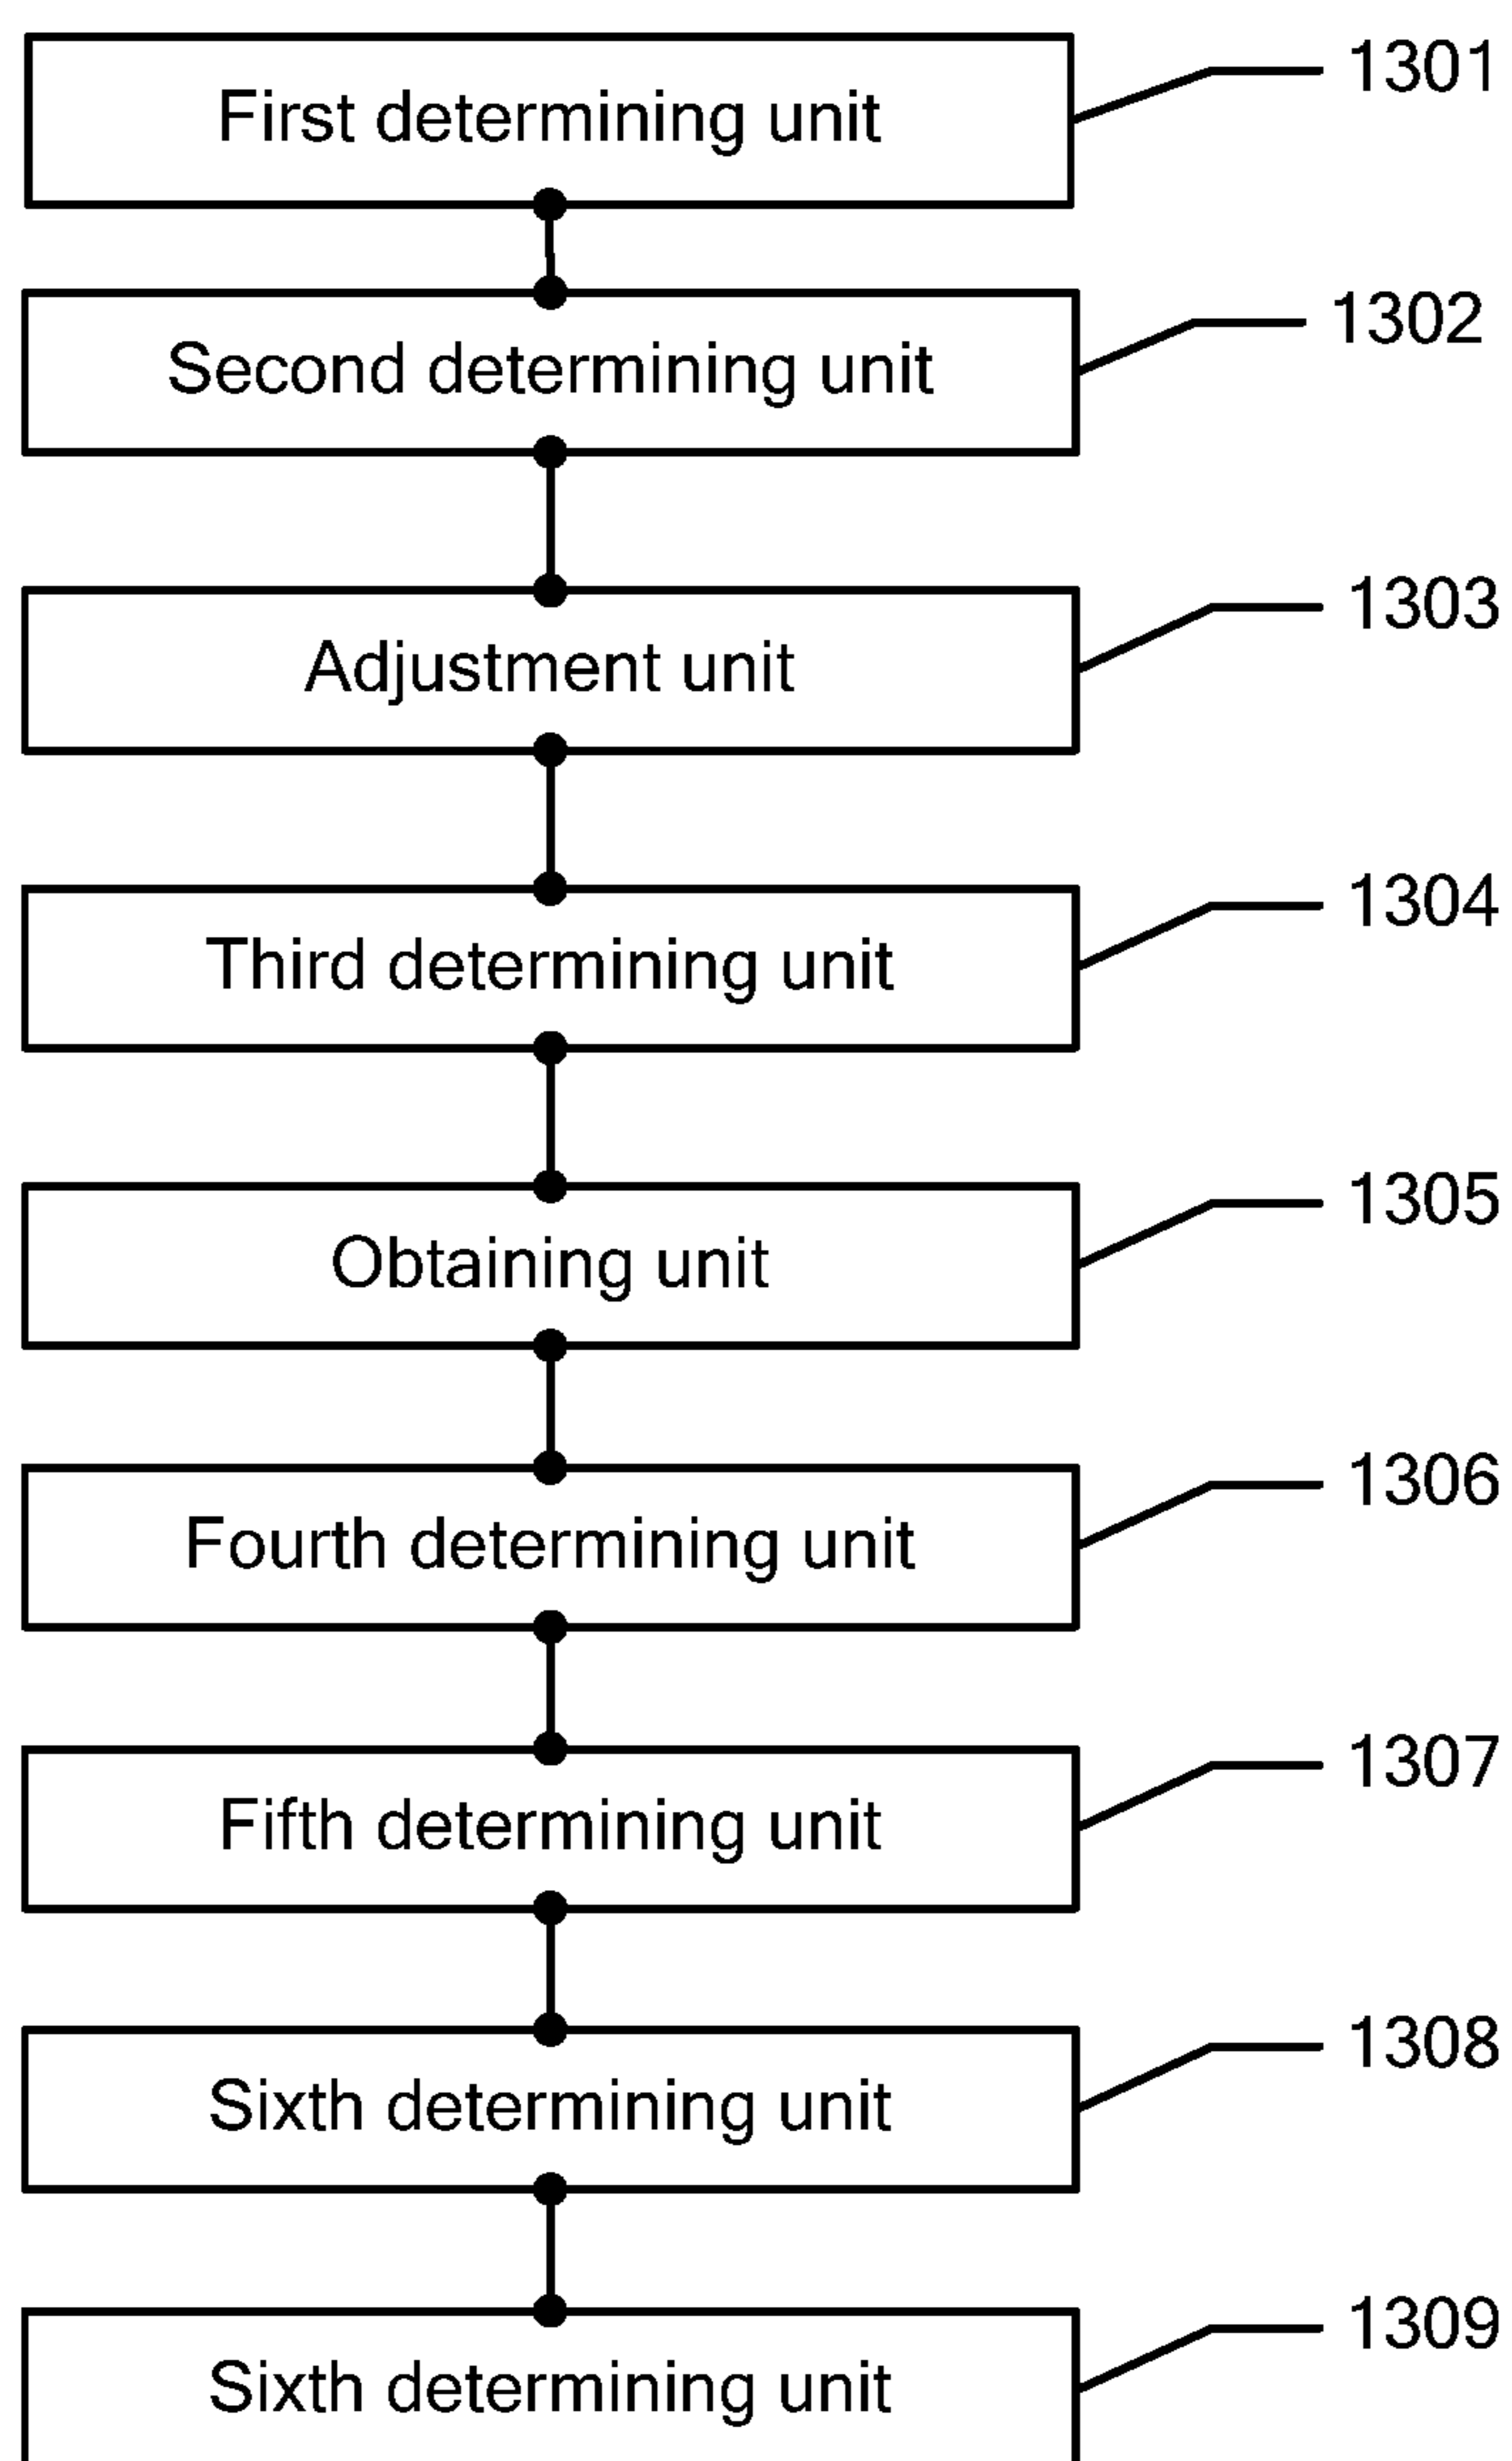 First determining unit 1301
Second determining unit 1302
Adjustment unit 1303
Third determining unit 1304
Obtaining unit 1305
Fourth determining unit 1306
Fifth determining unit 1307
Sixth determining unit 1308
Sixth determining unit 1309